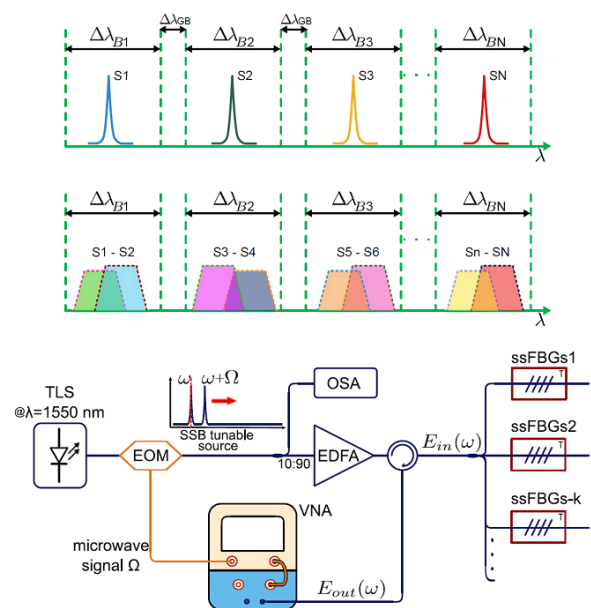 Δλ_GB Δλ_GB
Δλ_B1 Δλ_B2 Δλ_B3 Δλ_BN
S1 S2 S3 SN
λ
Δλ_B1 Δλ_B2 Δλ_B3 Δλ_BN
S1 - S2 S3 - S4 S5 - S6 Sn - SN
λ
ssFBGs1
T
TLS
@λ=1550 nm
ω ω+Ω
SSB tunable
source
OSA
EOM
10:90
EDFA
E_in(ω)
ssFBGs2
T
VNA
ssFBGs-k
T
microwave
signal Ω
E_out(ω)